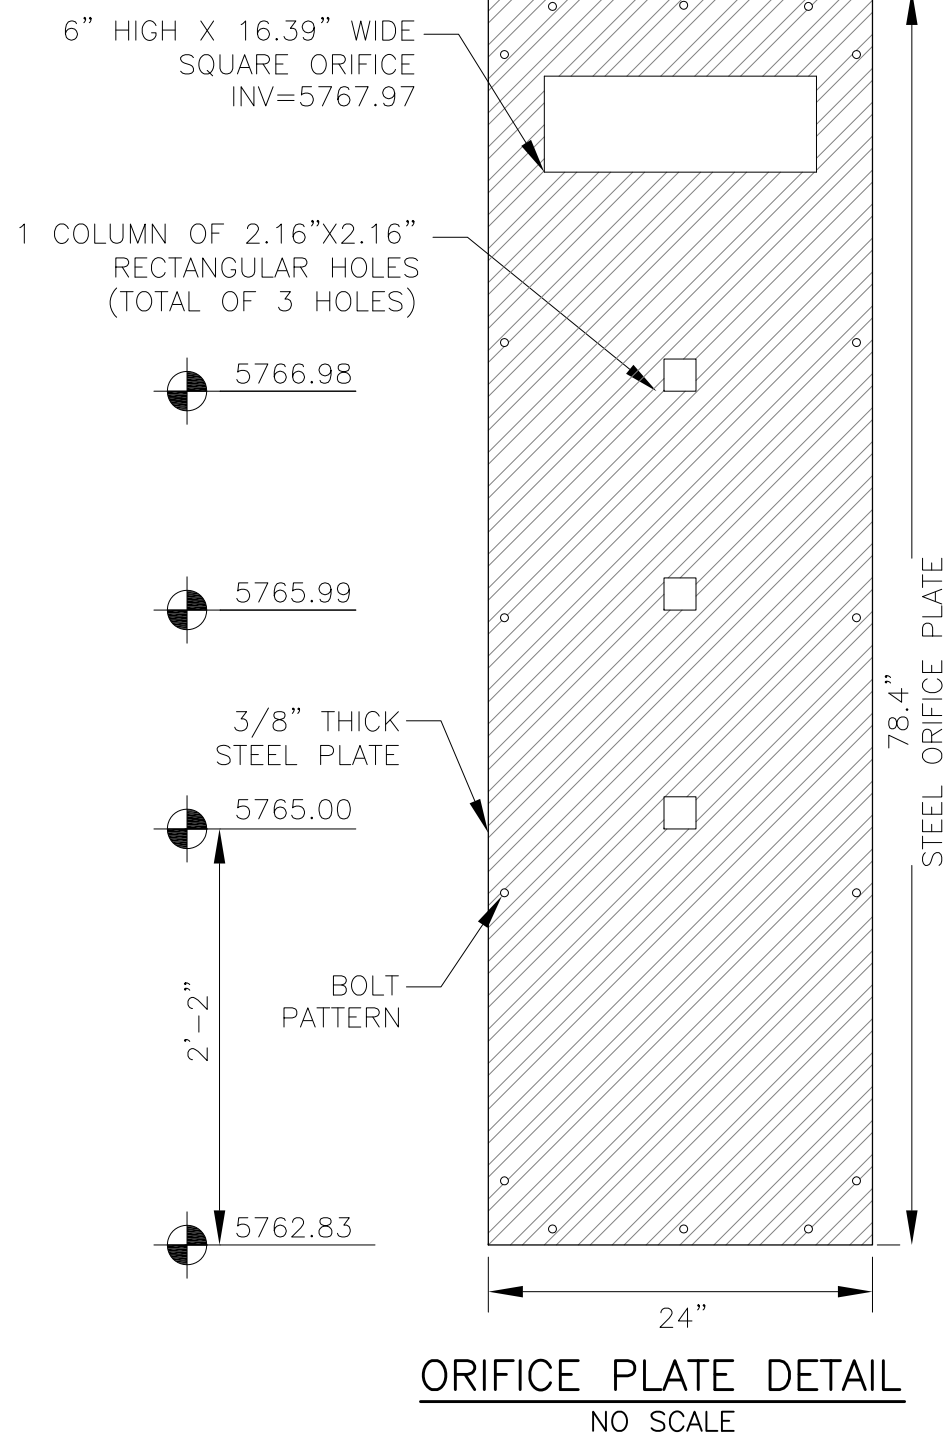 6” HIGH X 16.39” WIDE
SQUARE ORIFICE
INV=5767.97
1 COLUMN OF 2.16”X2.16”
RECTANGULAR HOLES
(TOTAL OF 3 HOLES)
5766.98
5765.99
3/8” THICK
STEEL PLATE
5765.00
BOLT
PATTERN
2’-2”
5762.83
78.4”
STEEL ORIFICE PLATE
24”
ORIFICE PLATE DETAIL
NO SCALE